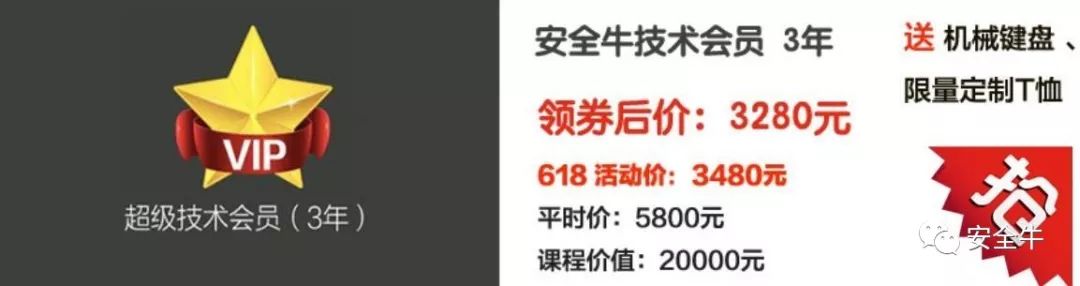 VIP
超级技术会员（3年）
安全牛技术会员 3年
领券后价：3280元
618 活动价：3480元
平时价：5800元
课程价值：20000元
送 机械键盘、
限量定制T恤
抢
安全牛